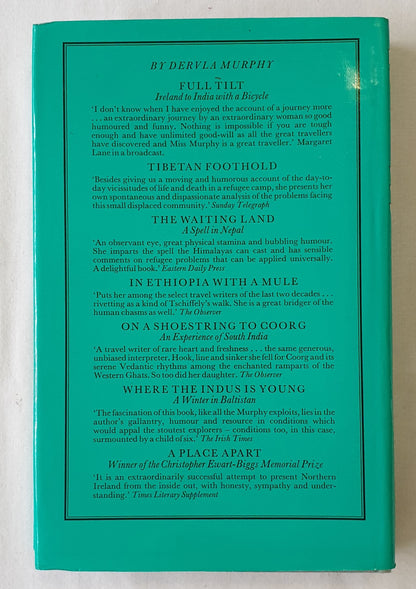 BY DERVLA MURPHY
FULL TILT
Ireland to India with a Bicycle
‘I don't know when I have enjoyed the account of a journey more
. . . an extraordinary journey by an extraordinary woman so good
humoured and funny. Nothing is impossible if you are tough
enough and have unlimited good-will as all the great travellers
have discovered and Miss Murphy is a great traveller.’ Margaret
Lane in a broadcast.
TIBETAN FOOTHOLD
‘Besides giving us a moving and humorous account of the day-to-
day vicissitudes of life and death in a refugee camp, she presents her
own spontaneous and dispassionate analysis of the problems facing
this small displaced community.’ Sunday Telegraph
THE WAITING LAND
A Spell in Nepal
‘An observant eye, great physical stamina and bubbling humour.
She imparts the spell the Himalayas can cast and has sensible
comments on refugee problems that can be applied universally.
A delightful book.’ Eastern Daily Press
IN ETHIOPIA WITH A MULE
‘Puts her among the select travel writers of the last two decades . . .
rivetting as a kind of Tschiffely's walk. She is a great bridger of the
human chasms as well.’ The Observer
ON A SHOESTRING TO COORG
An Experience of South India
‘A travel writer of rare heart and freshness . . . the same generous,
unbiased interpreter. Hook, line and sinker she fell for Coorg and its
serene Vedantic rhythms among the enchanted ramparts of the
Western Ghats. So too did her daughter.’ The Observer
WHERE THE INDUS IS YOUNG
A Winter in Baltistan
‘The fascination of this book, like all the Murphy exploits, lies in the
author's gallantry, humour and resource in conditions which
would appal the stoutest explorers – conditions too, in this case,
surmounted by a child of six.’ The Irish Times
A PLACE APART
Winner of the Christopher Ewart-Biggs Memorial Prize
‘It is an extraordinarily successful attempt to present Northern
Ireland from the inside out, with honesty, sympathy and under-
standing.’ Times Literary Supplement